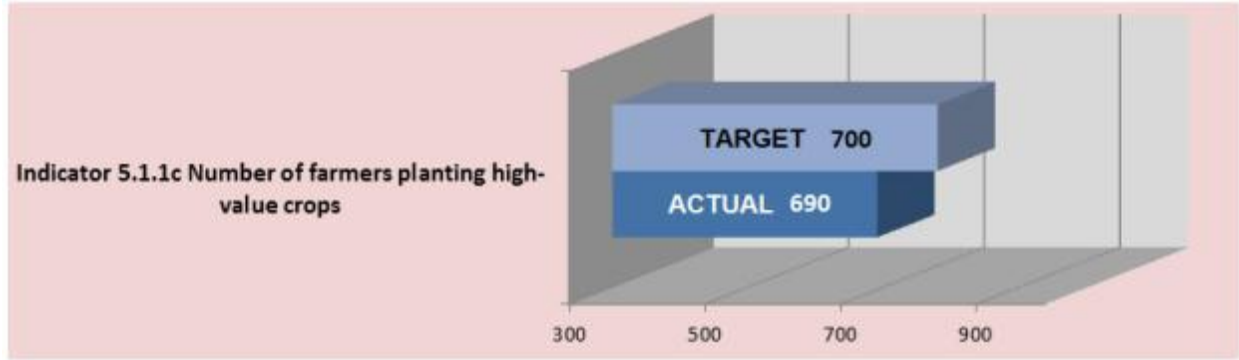 TARGET 700
Indicator 5.1.1c Number of farmers planting high-
value crops
ACTUAL 690
300 500 700 900